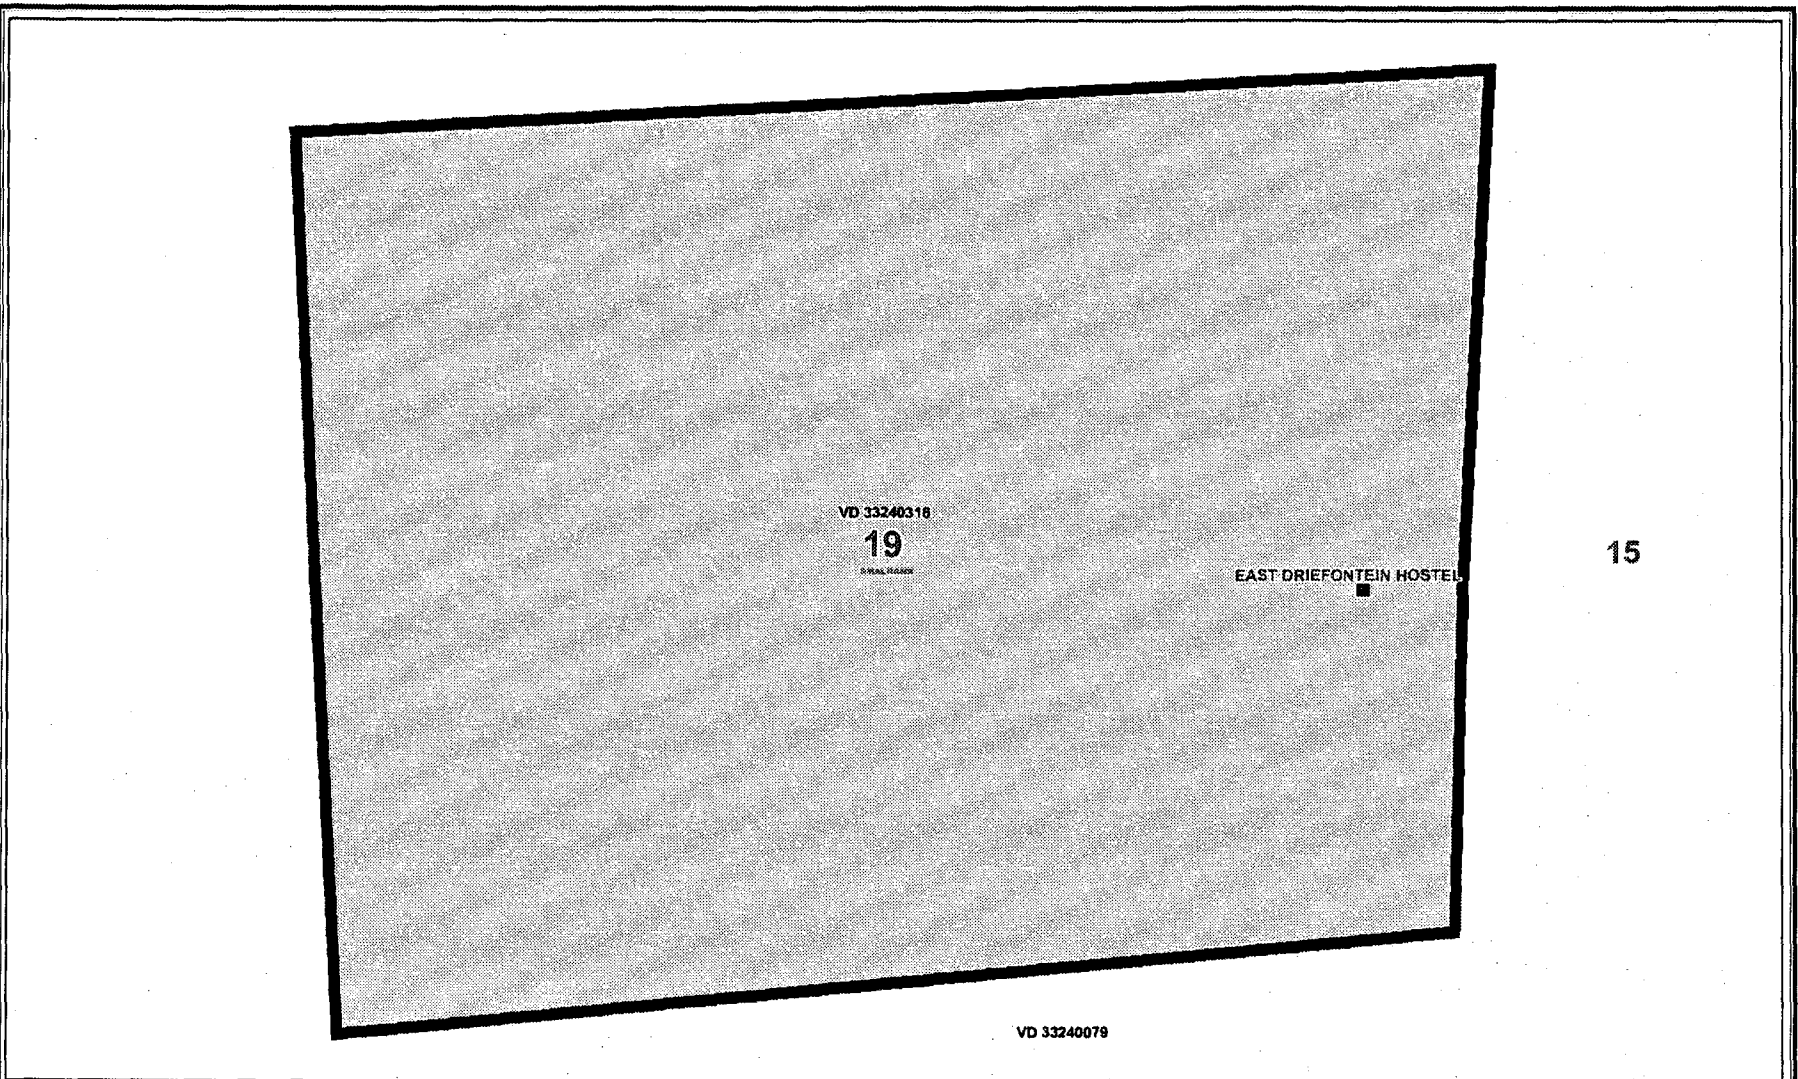 VD 33240316
19
EAST DRIEFONTEIN HOSTEL
15
VD 33240079